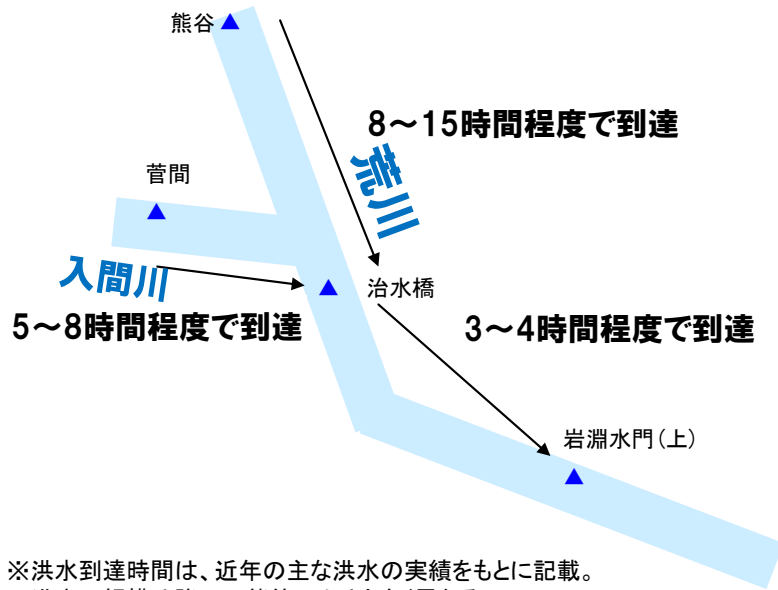 熊谷
8～15時間程度で到達
荒川
菅間
入間川
治水橋
5～8時間程度で到達
3～4時間程度で到達
岩淵水門（上）
※洪水到達時間は、近年の主な洪水の実績をもとに記載。